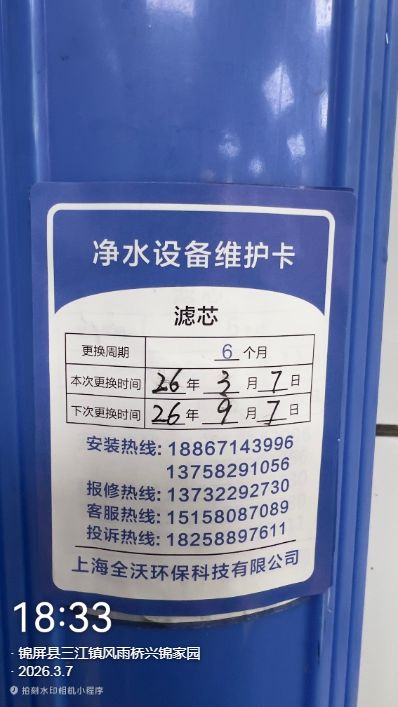 净水设备维护卡
滤芯
更换周期 6 个月
本次更换时间 26 年 3 月 7 日
下次更换时间 26 年 9 月 7 日
安装热线: 18867143996
13758291056
报修热线: 13732292730
客服热线: 15158087089
投诉热线: 18258897611
上海全沃环保科技有限公司
18:33
· 锦屏县三江镇风雨桥兴锦家园
· 2026.3.7
拍刻水印相机小程序